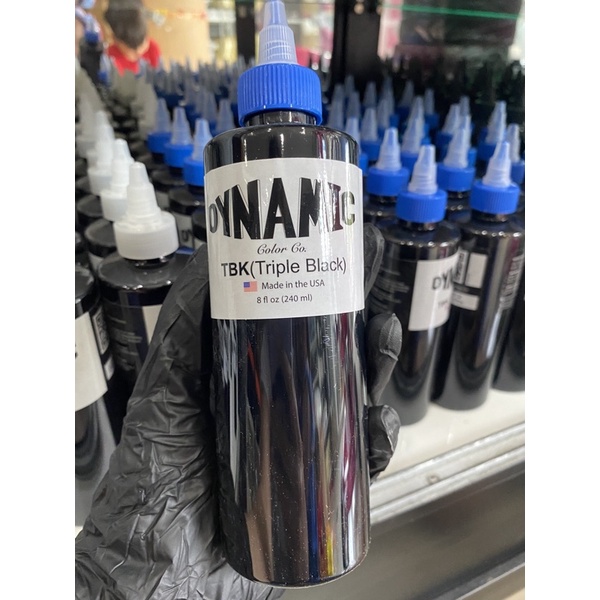 DYNAMIC
Color Co.
TBK(Triple Black)
Made in the USA
8 fl oz (240 ml)